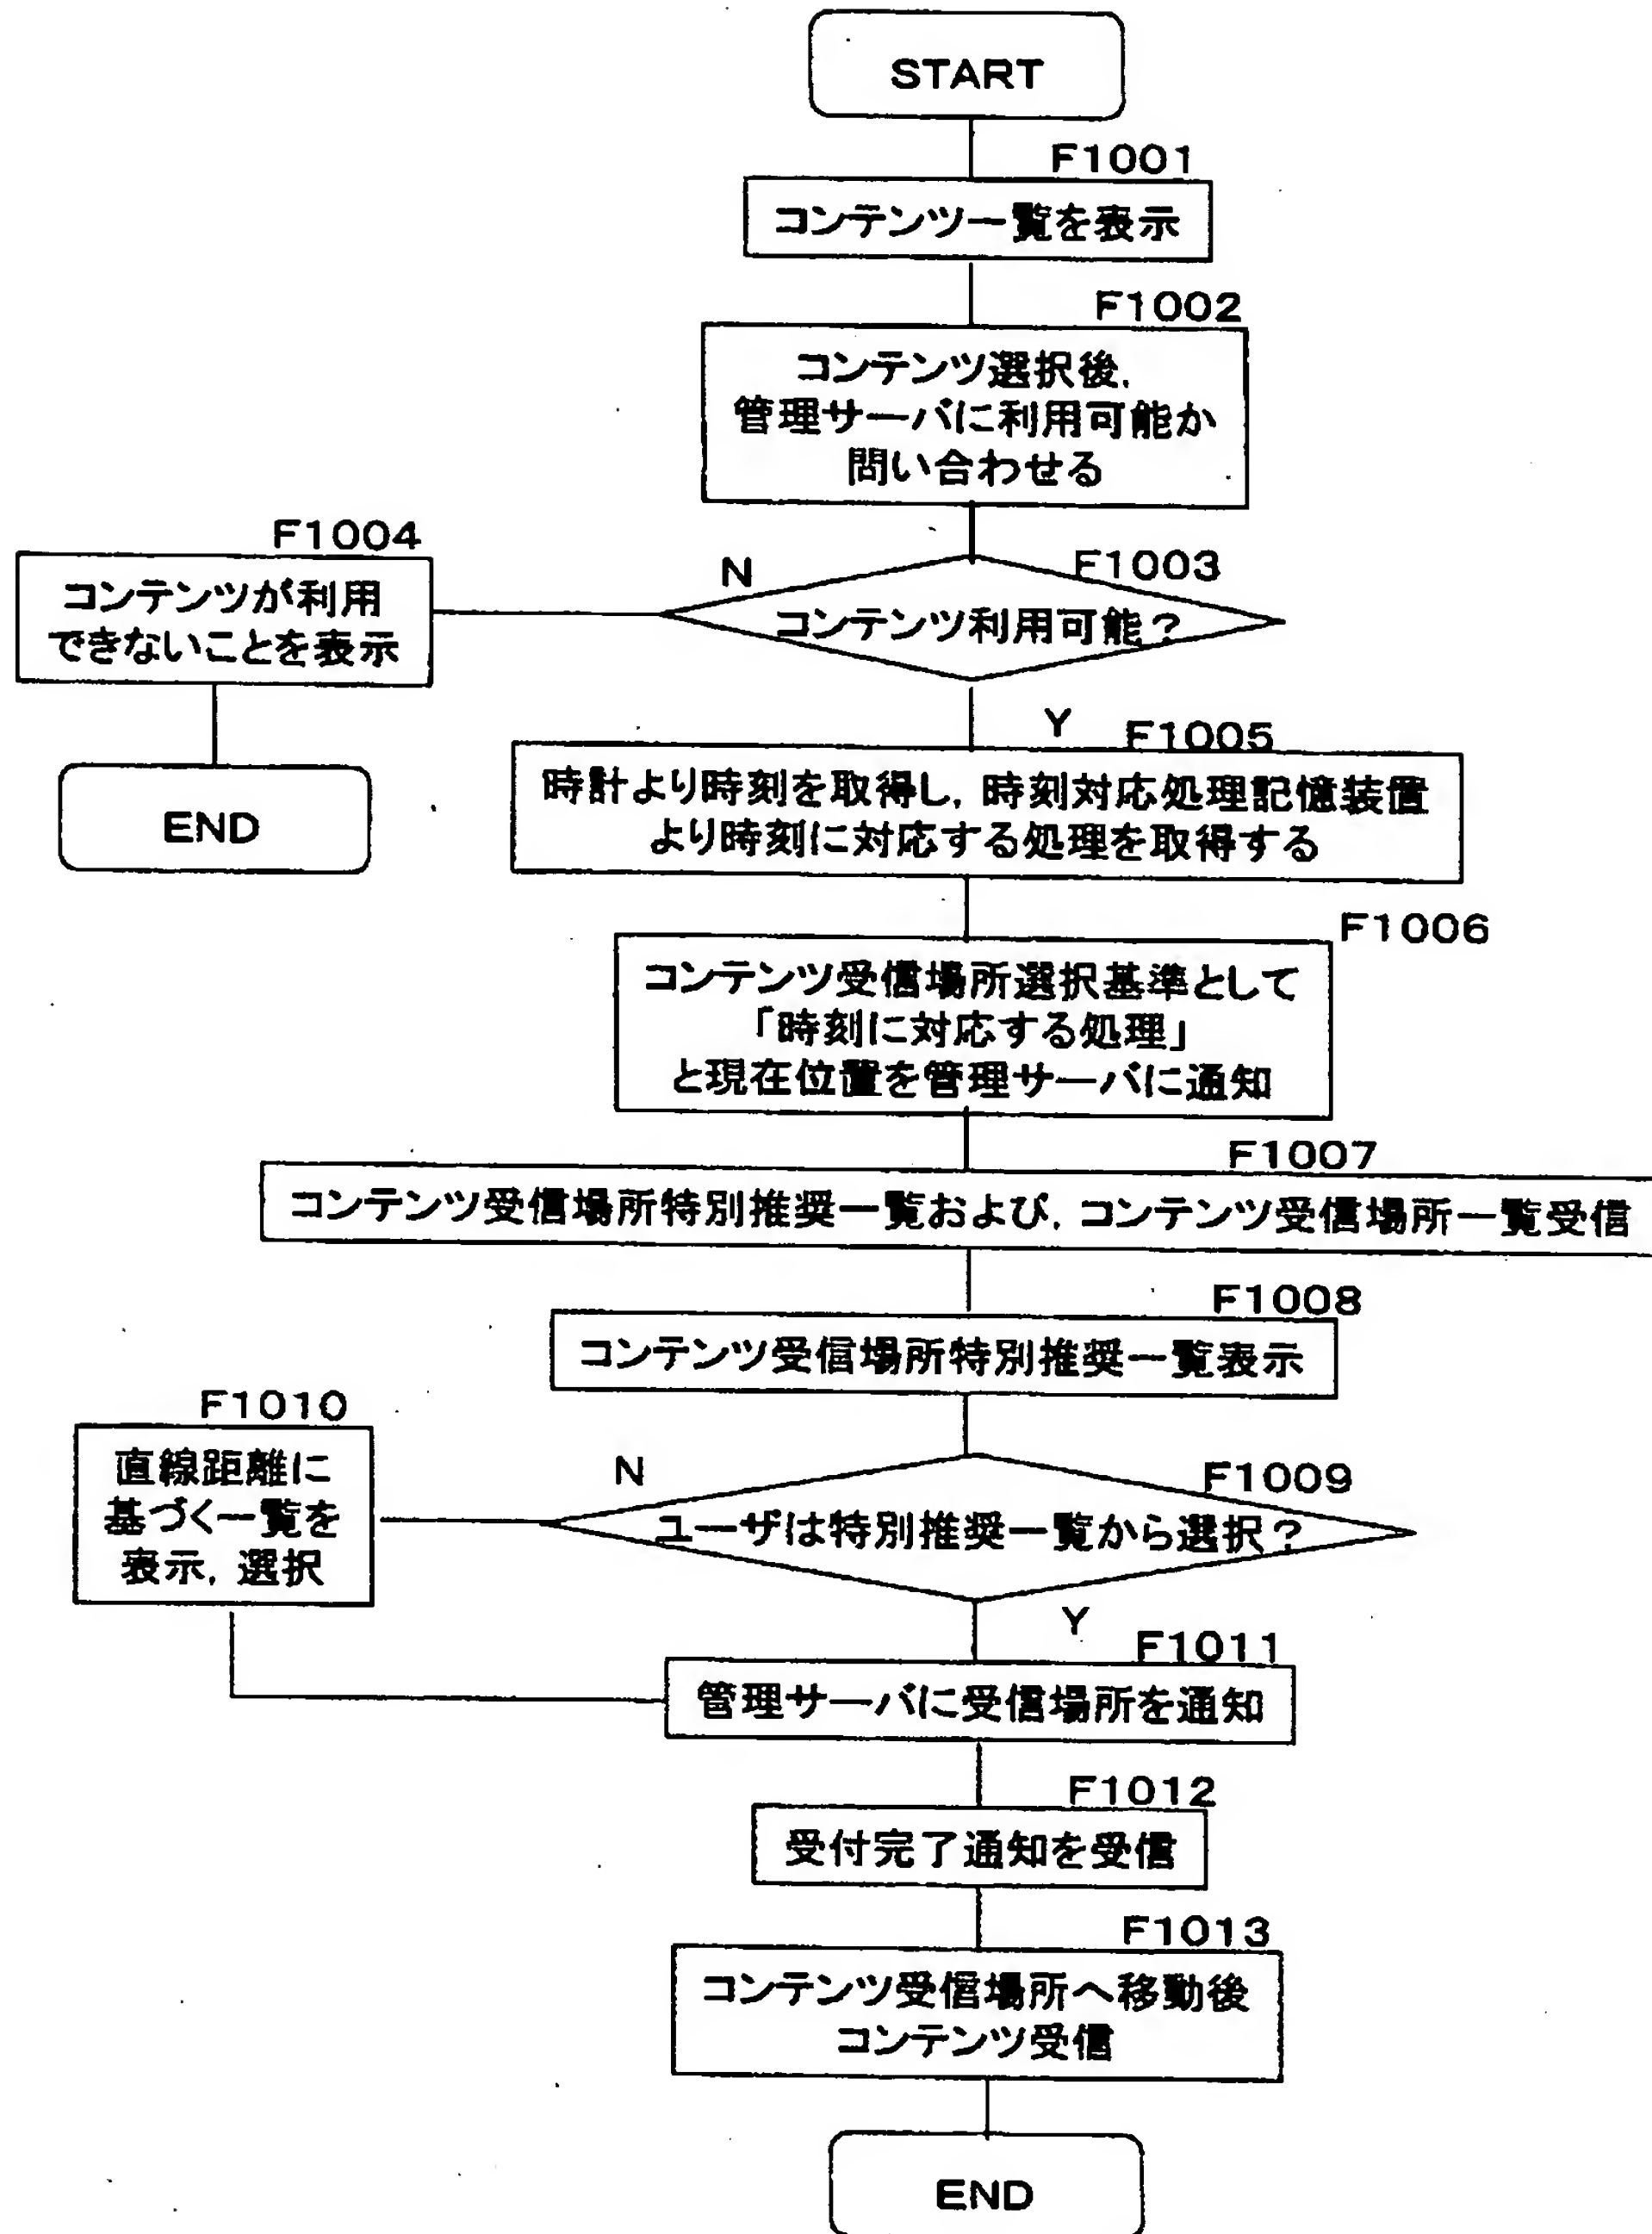 START
F1001
コンテンツ一覧を表示
F1002
コンテンツ選択後,
管理サーバに利用可能か
問い合わせる
F1003
コンテンツ利用可能?
N
F1004
コンテンツが利用
できないことを表示
END
Y
F1005
時計より時刻を取得し, 時刻対応処理記憶装置
より時刻に対応する処理を取得する
F1006
コンテンツ受信場所選択基準として
「時刻に対応する処理」
と現在位置を管理サーバに通知
F1007
コンテンツ受信場所特別推奨一覧および, コンテンツ受信場所一覧受信
F1008
コンテンツ受信場所特別推奨一覧表示
F1009
ユーザは特別推奨一覧から選択?
N
F1010
直線距離に
基づく一覧を
表示, 選択
Y
F1011
管理サーバに受信場所を通知
F1012
受付完了通知を受信
F1013
コンテンツ受信場所へ移動後
コンテンツ受信
END